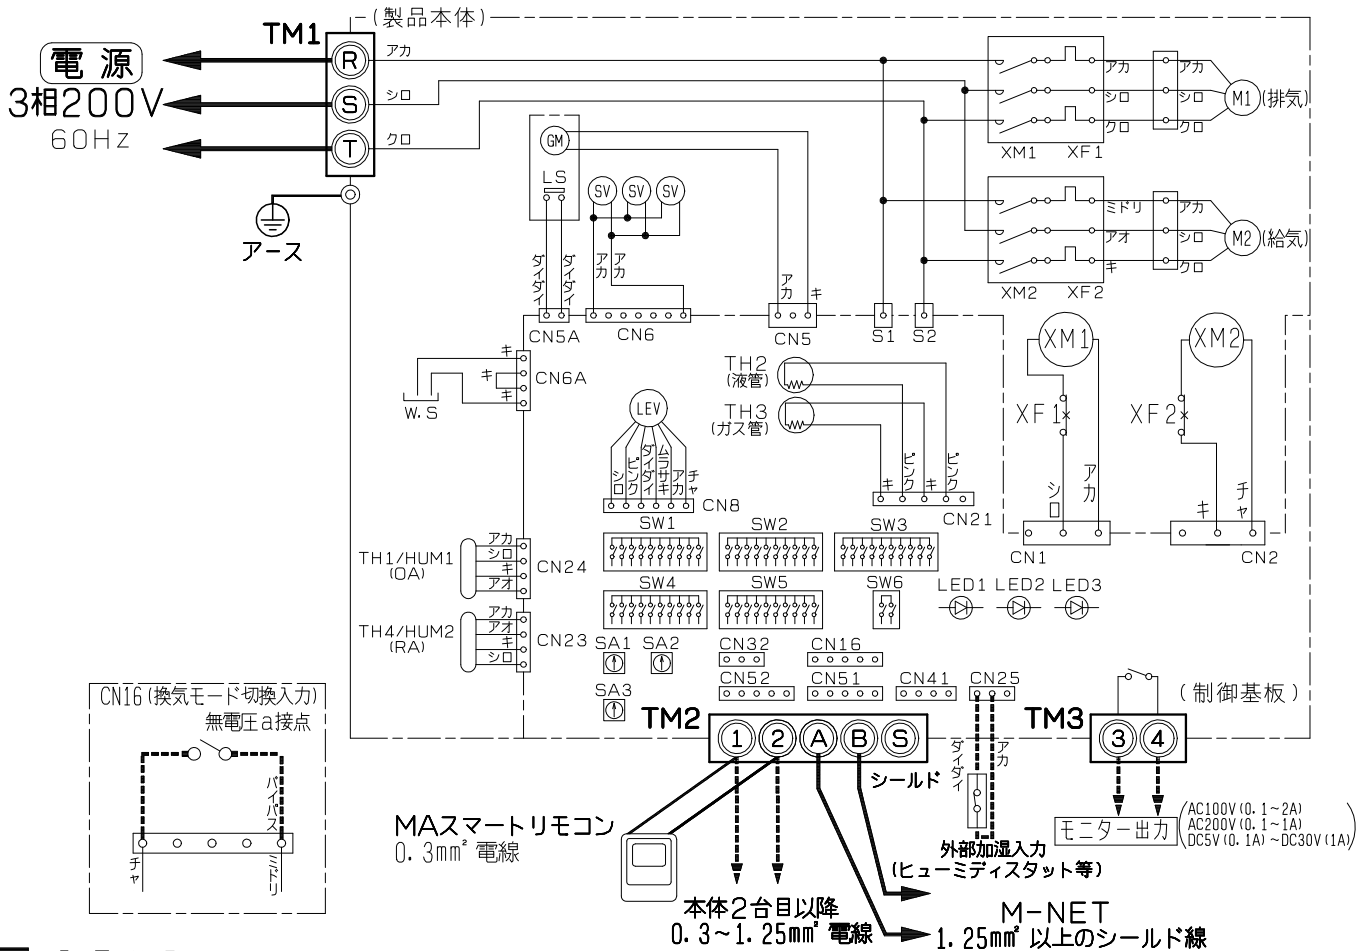 (製品本体)
TM1
電源
3相200V
60Hz
R
S
T
アカ
シロ
クロ
アース
GM
LS
SV
SV
SV
ダイダイ
ダイダイ
アカ
アカ
アカ
キ
CN5A
CN6
CN5
S1
S2
アカ
シロ
クロ
アカ
シロ
クロ
M1
(排気)
XM1
XF1
ミドリ
アオ
キ
アカ
シロ
クロ
M2
(給気)
XM2
XF2
キ
キ
キ
CN6A
W.S
TH2
(液管)
TH3
(ガス管)
キ
ピンク
キ
ピンク
CN21
LEV
シロ
ピンク
ダイダイ
ムラサキ
アカ
チャ
CN8
XM1
XF1
シロ
アカ
CN1
XM2
XF2
キ
チャ
CN2
SW1
SW2
SW3
SW4
SW5
SW6
LED1
LED2
LED3
TH1/HUM1
(OA)
アカ
シロ
キ
アオ
CN24
TH4/HUM2
(RA)
アカ
アオ
キ
シロ
CN23
SA1
SA2
SA3
CN32
CN16
CN52
CN51
CN41
CN25
(制御基板)
TM2
1
2
A
B
S
シールド
TM3
3
4
ダイダイ
アカ
CN16(換気モード切換入力)
無電圧a接点
バイパス
チャ
ミドリ
MAスマートリモコン
0.3mm² 電線
本体2台目以降
0.3~1.25mm² 電線
外部加湿入力
(ヒューミディスタット等)
M-NET
1.25mm² 以上のシールド線
モニター出力
(AC100V(0.1~2A)
AC200V(0.1~1A)
DC5V(0.1A)~DC30V(1A))